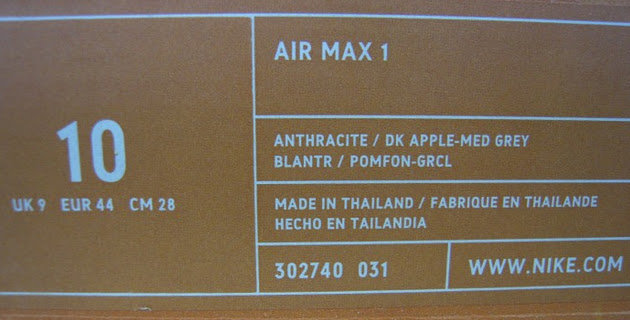 AIR MAX 1
10
UK 9 EUR 44 CM 28
ANTHRACITE / DK APPLE-MED GREY
BLANTR / POMFON-GRCL
MADE IN THAILAND / FABRIQUE EN THAILANDE
HECHO EN TAILANDIA
302740 031
WWW.NIKE.COM